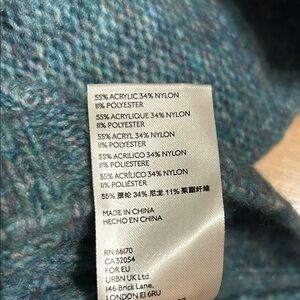 55% ACRYLIC 34% NYLON
11% POLYESTER
55% ACRYLIQUE 34% NYLON
11% POLYESTER
55% ACRYL 34% NYLON
11% POLYESTER
55% ACRILICO 34% NYLON
11% POLIESTERE
55% ACRÍLICO 34% NYLON
11% POLIÉSTER
55% 腈纶 34% 尼龙 11% 聚酯纤维
MADE IN CHINA
HECHO EN CHINA
RN 66170
CA 32054
FOR EU
URBN UK Ltd.
146 Brick Lane,
LONDON E1 6RU